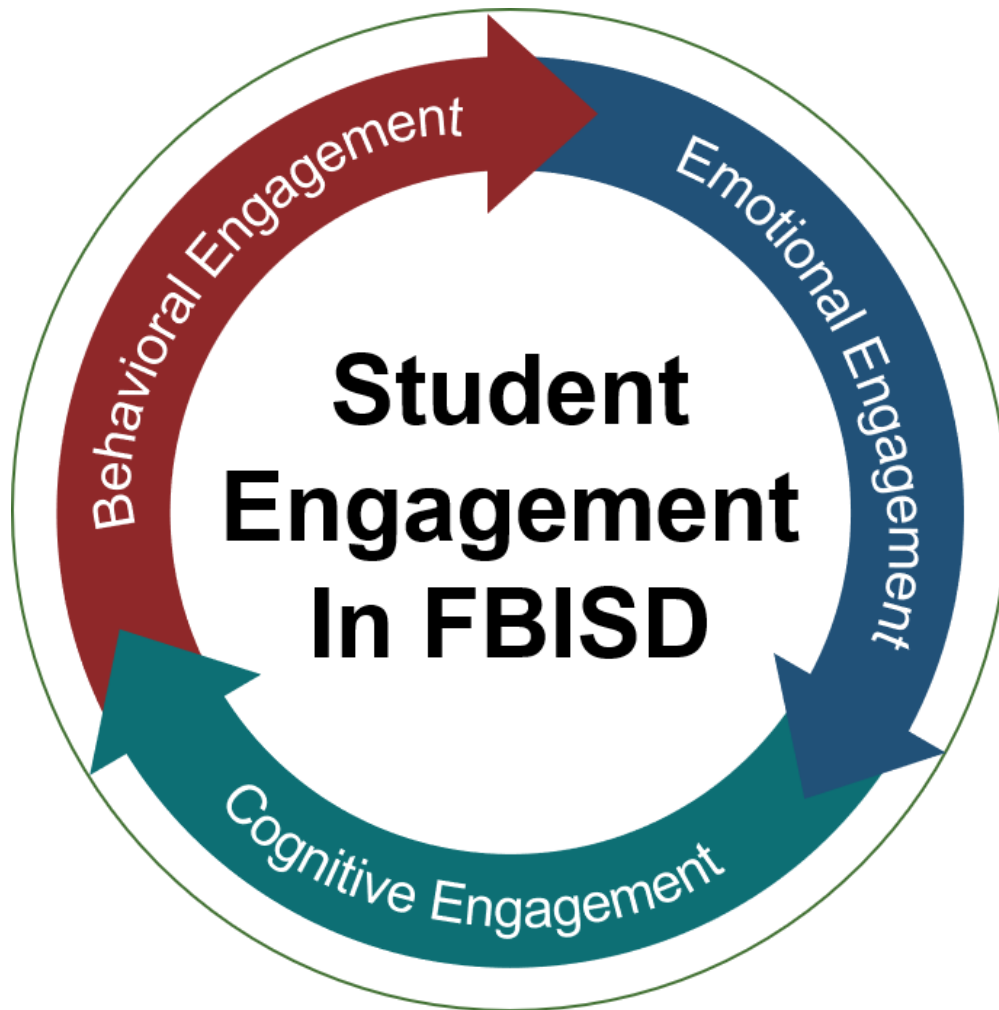 Behavioral Engagement
Emotional Engagement
Student
Engagement
In FBISD
Cognitive Engagement